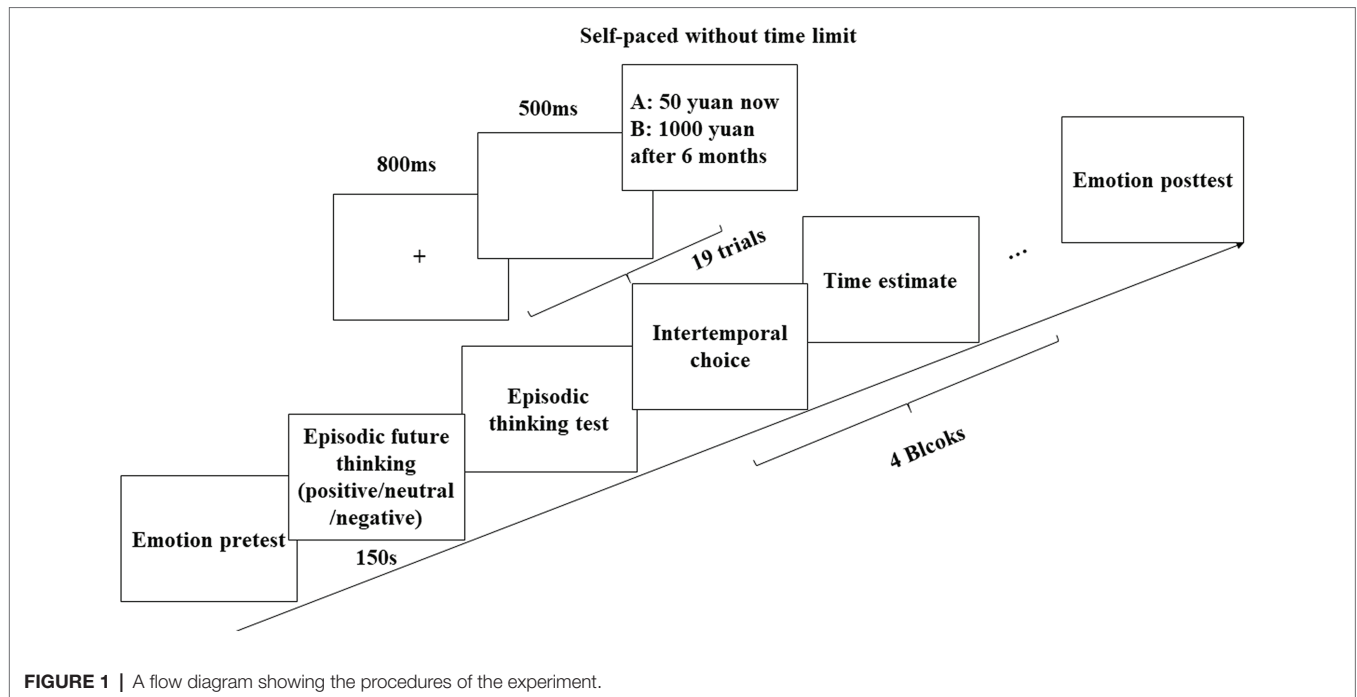 Self-paced without time limit
A: 50 yuan now
B: 1000 yuan
after 6 months
500ms
800ms
+
19 trials
Emotion posttest
Time estimate
...
Intertemporal
choice
Episodic
thinking test
Episodic future
thinking
(positive/neutral
/negative)
Emotion pretest
150s
4 Blcoks
FIGURE 1 | A flow diagram showing the procedures of the experiment.